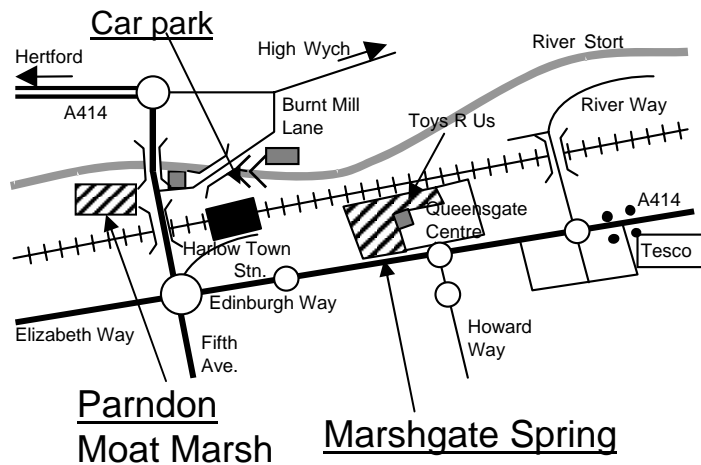 Car park
High Wych
River Stort
Hertford
A414
Burnt Mill
Lane
River Way
Toys R Us
A414
Queensgate
Centre
Harlow Town
Stn.
Tesco
Edinburgh Way
Elizabeth Way
Fifth
Ave.
Howard
Way
Parndon
Moat Marsh
Marshgate Spring